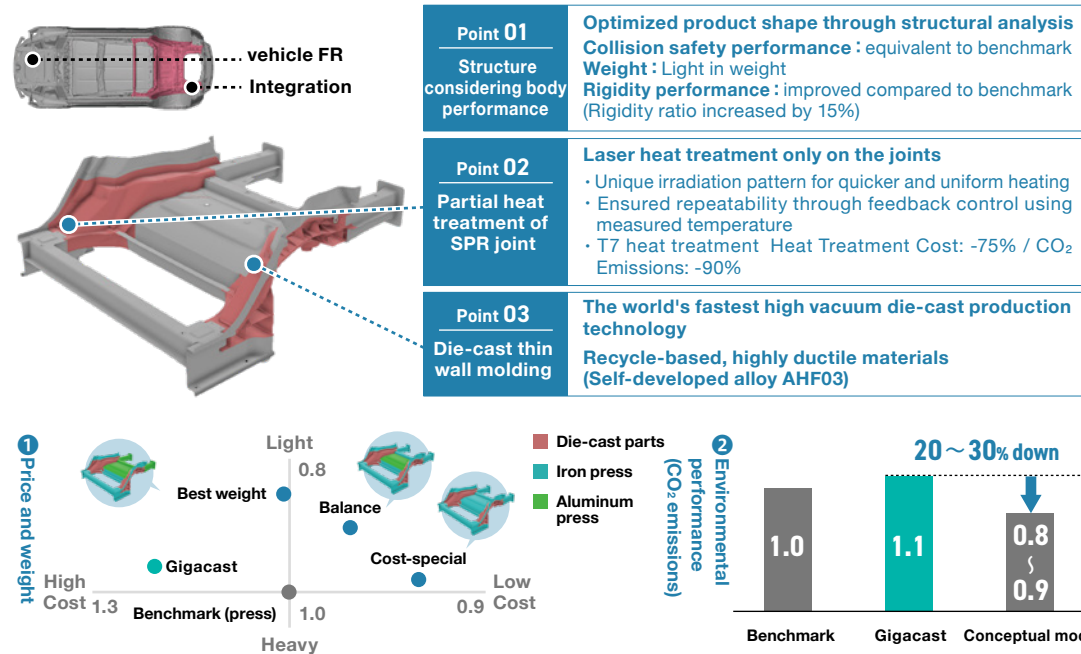 vehicle FR
Integration
Point 01
Structure
considering body
performance
Optimized product shape through structural analysis
Collision safety performance : equivalent to benchmark
Weight : Light in weight
Rigidity performance : improved compared to benchmark
(Rigidity ratio increased by 15%)
Point 02
Partial heat
treatment of
SPR joint
Laser heat treatment only on the joints
・Unique irradiation pattern for quicker and uniform heating
・Ensured repeatability through feedback control using
measured temperature
・T7 heat treatment Heat Treatment Cost: -75% / CO₂
Emissions: -90%
Point 03
Die-cast thin
wall molding
The world's fastest high vacuum die-cast production
technology
Recycle-based, highly ductile materials
(Self-developed alloy AHF03)
❶ Price and weight
Light
0.8
Best weight
Balance
Cost-special
Gigacast
High
Cost 1.3
Benchmark (press)
1.0
0.9
Low
Cost
Heavy
Die-cast parts
Iron press
Aluminum
press
❷ Environmental
performance
(CO₂ emissions)
20～30% down
1.0
1.1
0.8
～
0.9
Benchmark
Gigacast
Conceptual mod